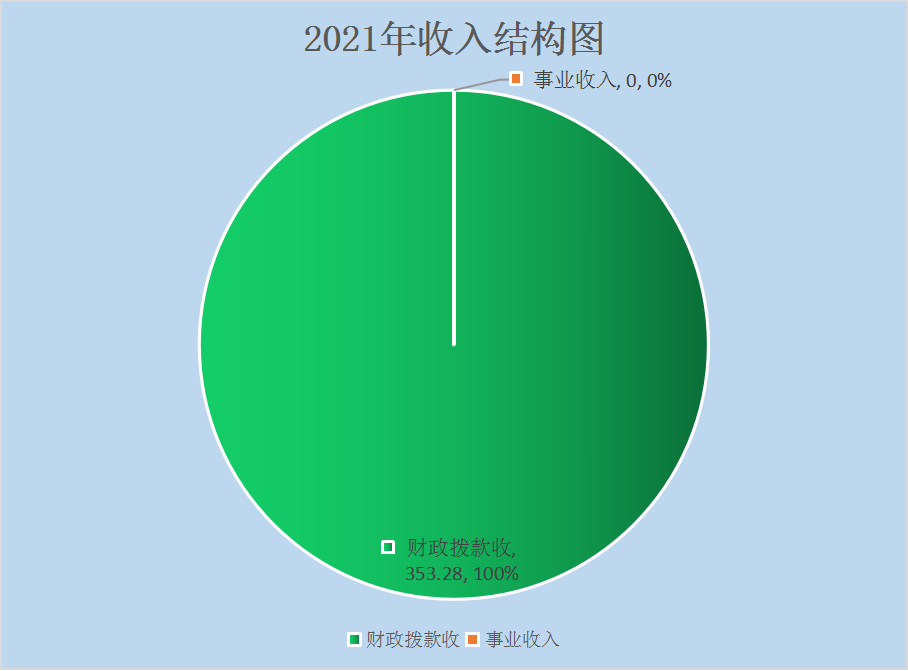 2021年收入结构图
事业收入, 0, 0%
财政拨款收,
353.28, 100%
财政拨款收 事业收入